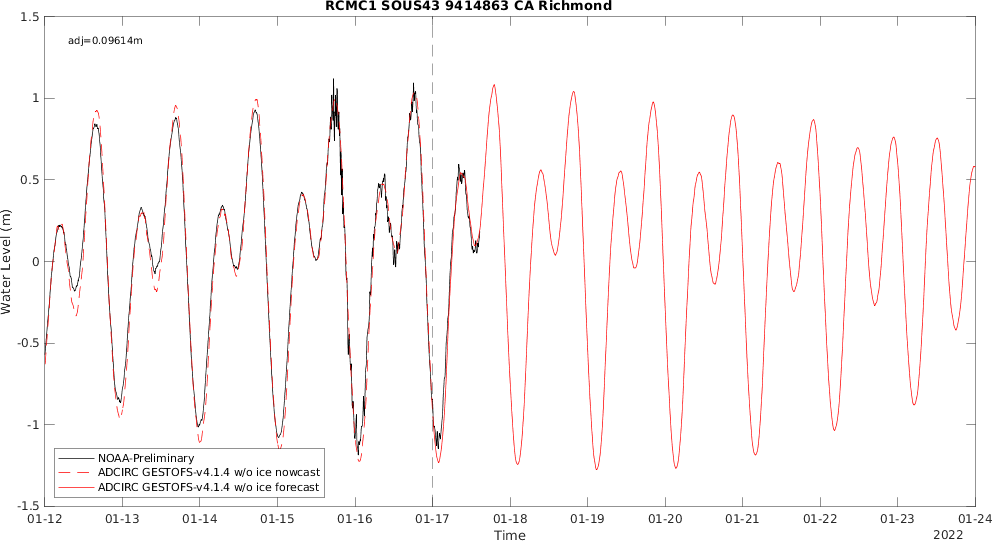 RCMC1 SOUS43 9414863 CA Richmond
adj=0.09614m
1.5
1
0.5
0
-0.5
-1
-1.5
Water Level (m)
NOAA-Preliminary
ADCIRC GESTOFS-v4.1.4 w/o ice nowcast
ADCIRC GESTOFS-v4.1.4 w/o ice forecast
01-12 01-13 01-14 01-15 01-16 01-17 01-18 01-19 01-20 01-21 01-22 01-23 01-24
Time
2022